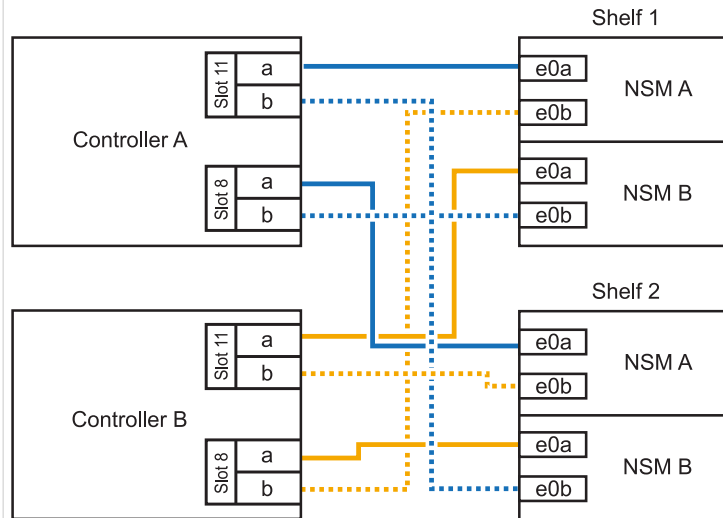 Shelf 1
Controller A
Slot 11
a
b
Slot 8
a
b
e0a
e0b
NSM A
e0a
e0b
NSM B
Shelf 2
Controller B
Slot 11
a
b
Slot 8
a
b
e0a
e0b
NSM A
e0a
e0b
NSM B